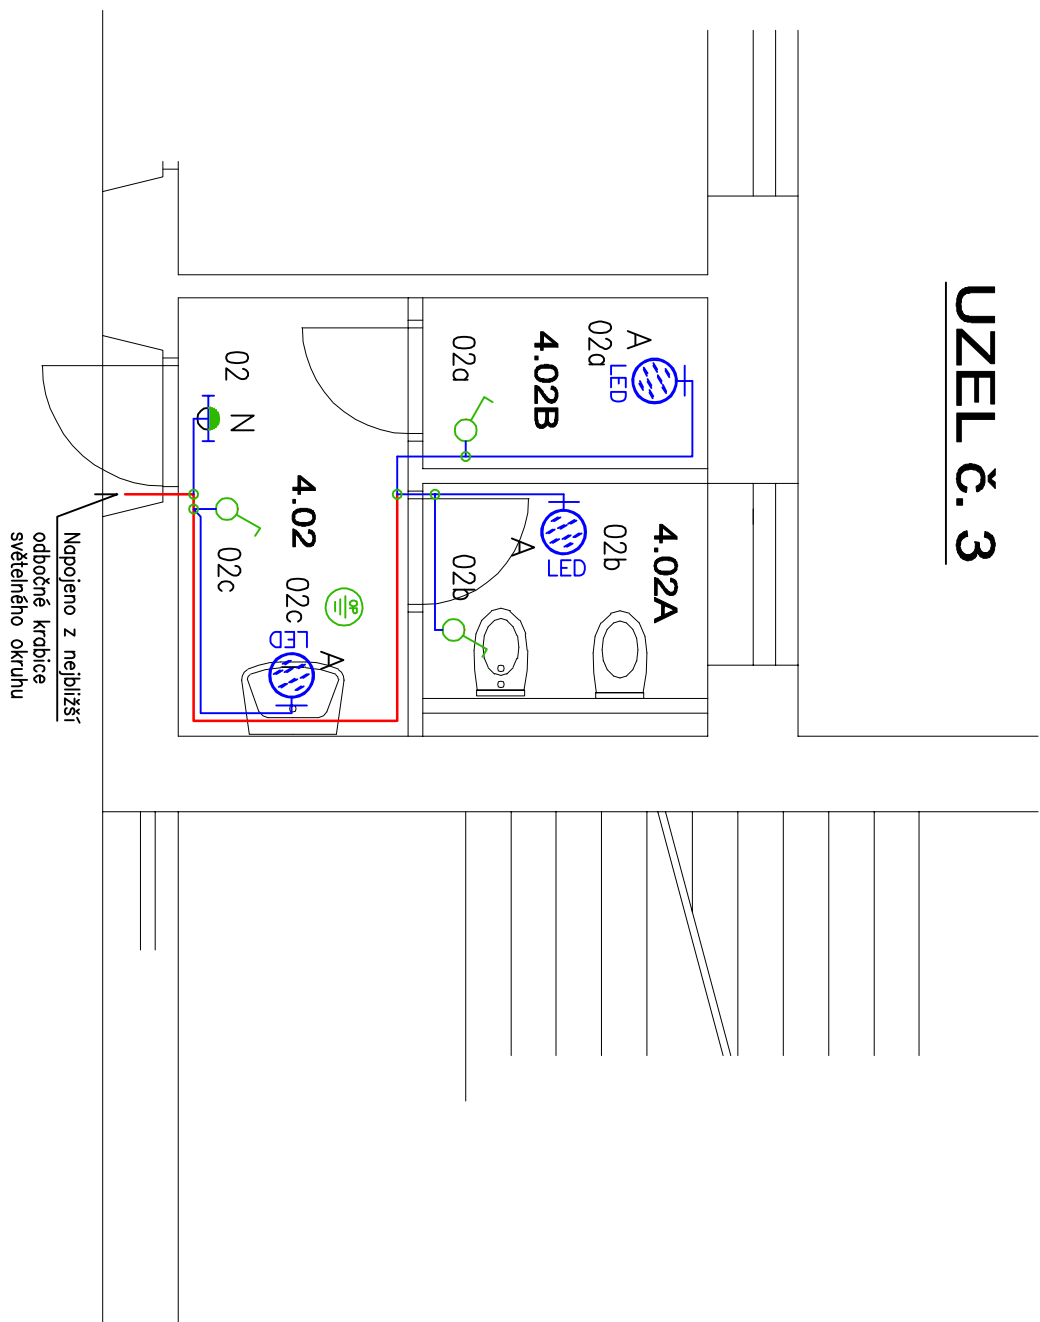 UZEL č. 3
A
02a
LED
4.02B
02a
4.02A
02b
LED
A
02b
02
N
4.02
02c
02c
OP
LED
A
Napojeno z nejbližší
odbočné krabice
světelného okruhu